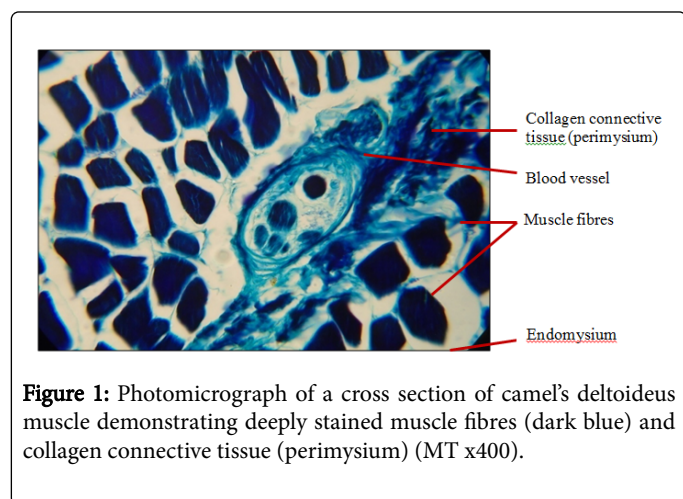 Collagen connective
tissue (perimysium)
Blood vessel
Muscle fibres
Endomysium
Figure 1: Photomicrograph of a cross section of camel's deltoideus
muscle demonstrating deeply stained muscle fibres (dark blue) and
collagen connective tissue (perimysium) (MT x400).